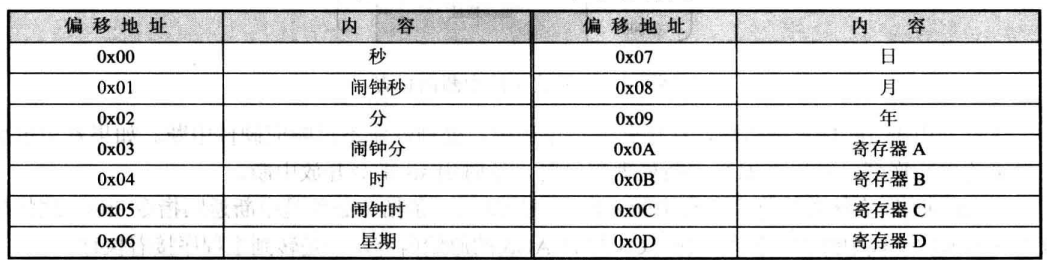 偏移地址 内容 偏移地址 内容
0x00 秒 0x07 日
0x01 闹钟秒 0x08 月
0x02 分 0x09 年
0x03 闹钟分 0x0A 寄存器 A
0x04 时 0x0B 寄存器 B
0x05 闹钟时 0x0C 寄存器 C
0x06 星期 0x0D 寄存器 D